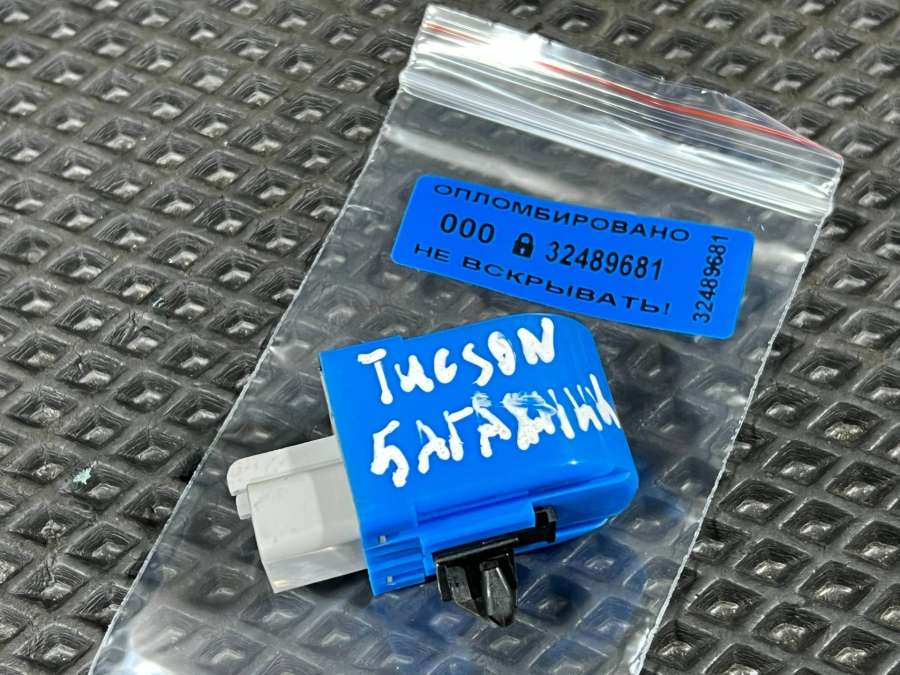 ОПЛОМБИРОВАНО
000 32489681
НЕ ВСКРЫВАТЬ!
32489681
TUCSON
БАГАЖНИК